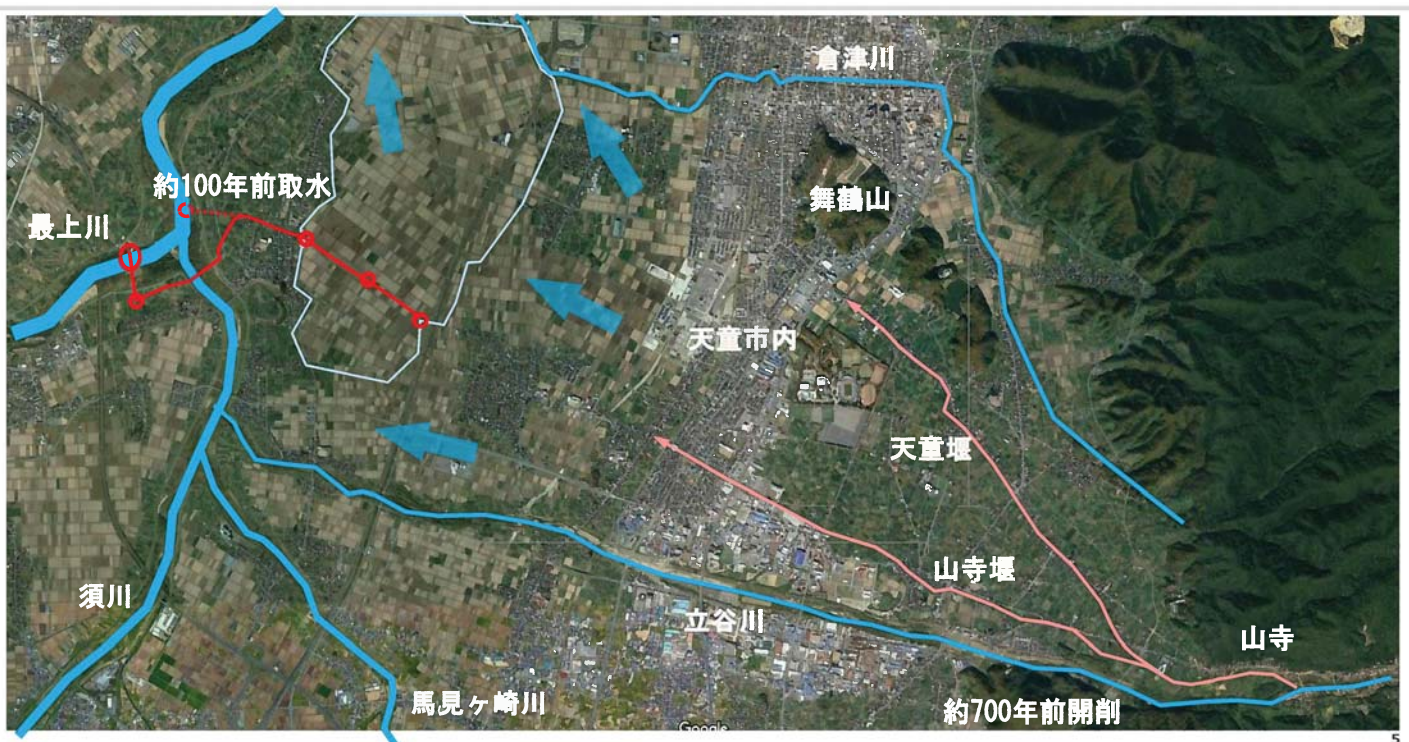 倉津川
約100年前取水
舞鶴山
最上川
天童市内
天童堰
山寺堰
須川
立谷川
山寺
馬見ヶ崎川
約700年前開削
Google
5